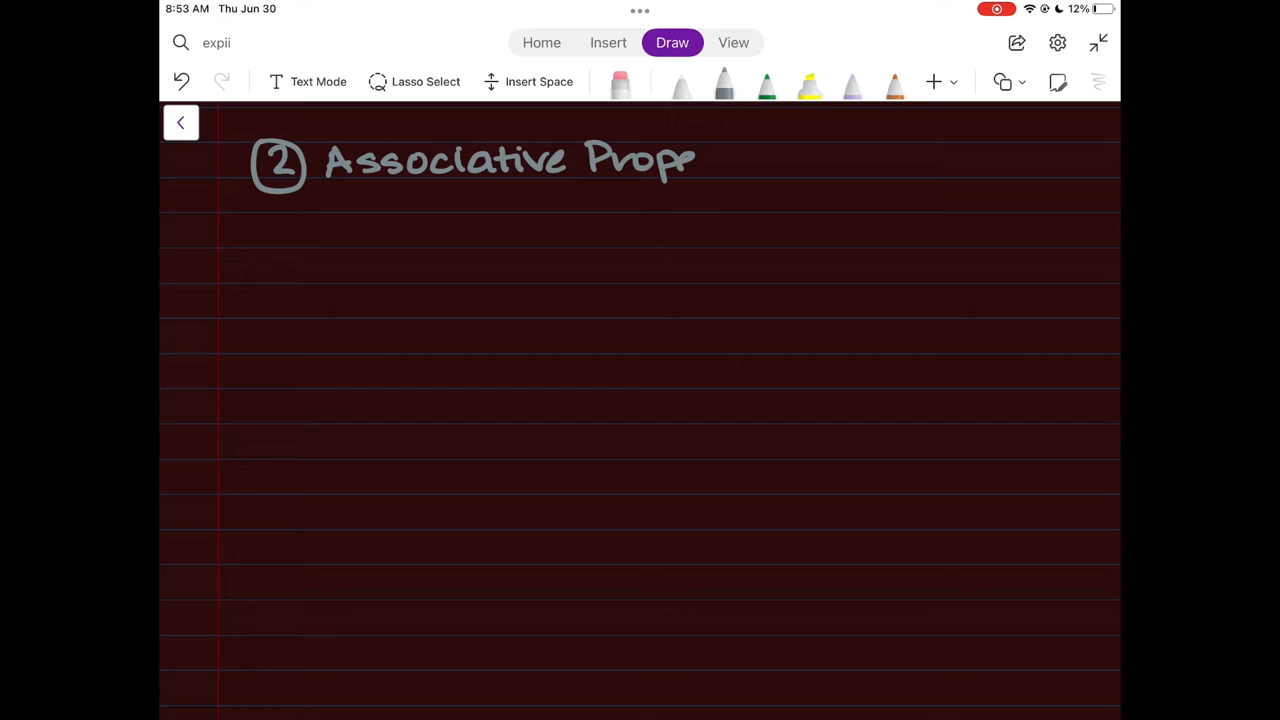 8:53 AM Thu Jun 30
12%
expii
Home Insert Draw View
Text Mode Lasso Select Insert Space
2 Associative Prope